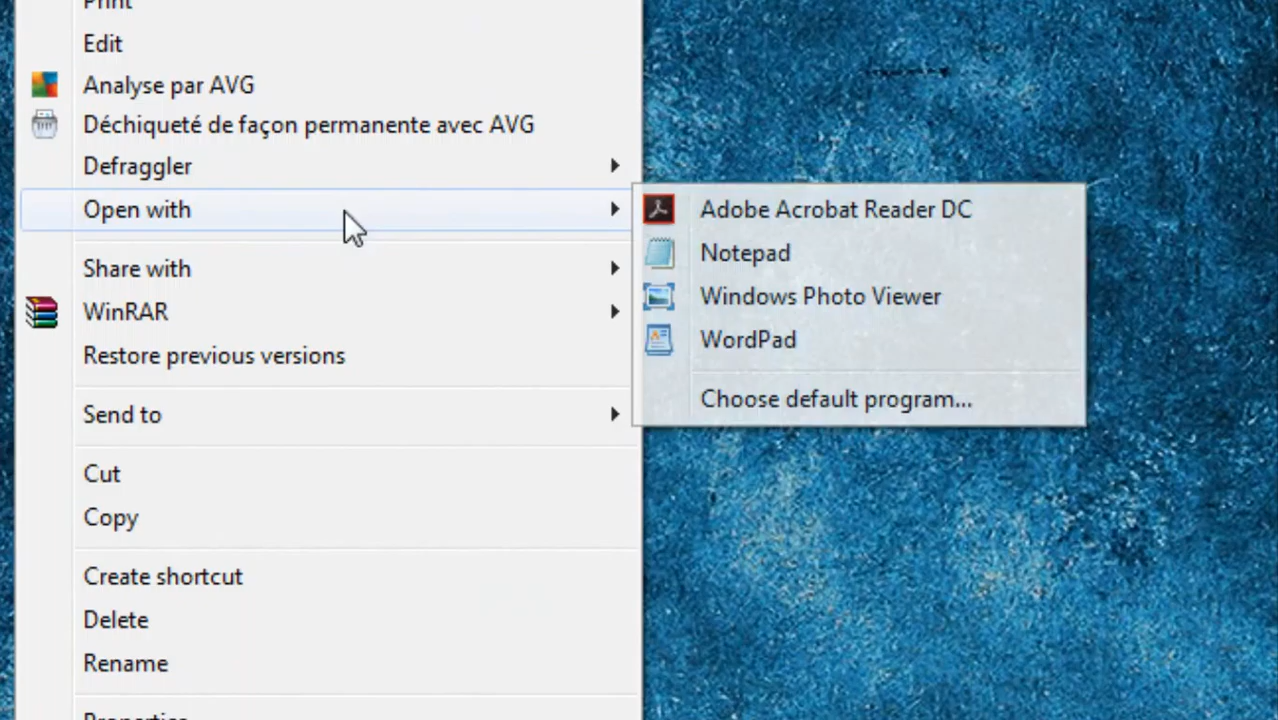 Print
Edit
Analyse par AVG
Déchiqueté de façon permanente avec AVG
Defraggler
Open with
Adobe Acrobat Reader DC
Notepad
Windows Photo Viewer
WordPad
Choose default program...
Share with
WinRAR
Restore previous versions
Send to
Cut
Copy
Create shortcut
Delete
Rename
Properties